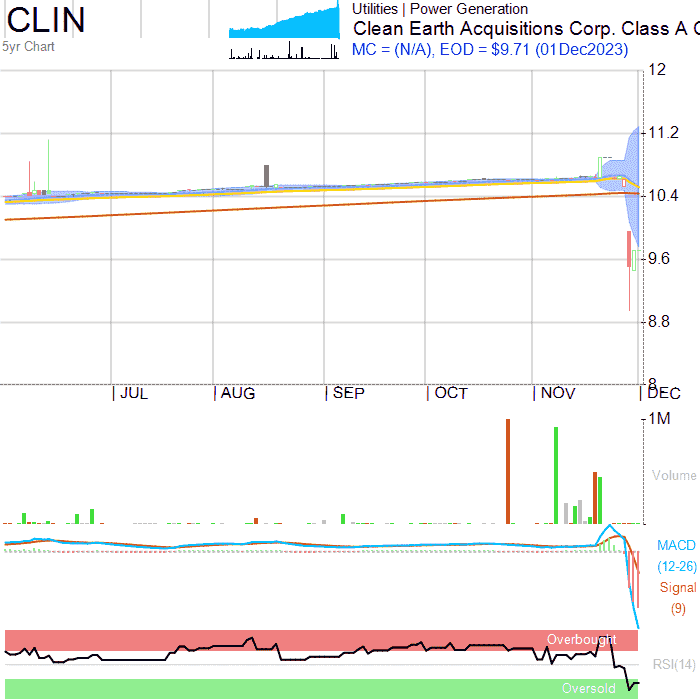 CLIN
5yr Chart
Utilities | Power Generation
Clean Earth Acquisitions Corp. Class A C
MC = (N/A), EOD = $9.71 (01Dec2023)
12
11.2
10.4
9.6
8.8
8
JUL
AUG
SEP
OCT
NOV
DEC
1M
Volume
MACD
(12-26)
Signal
(9)
Overbought
RSI(14)
Oversold